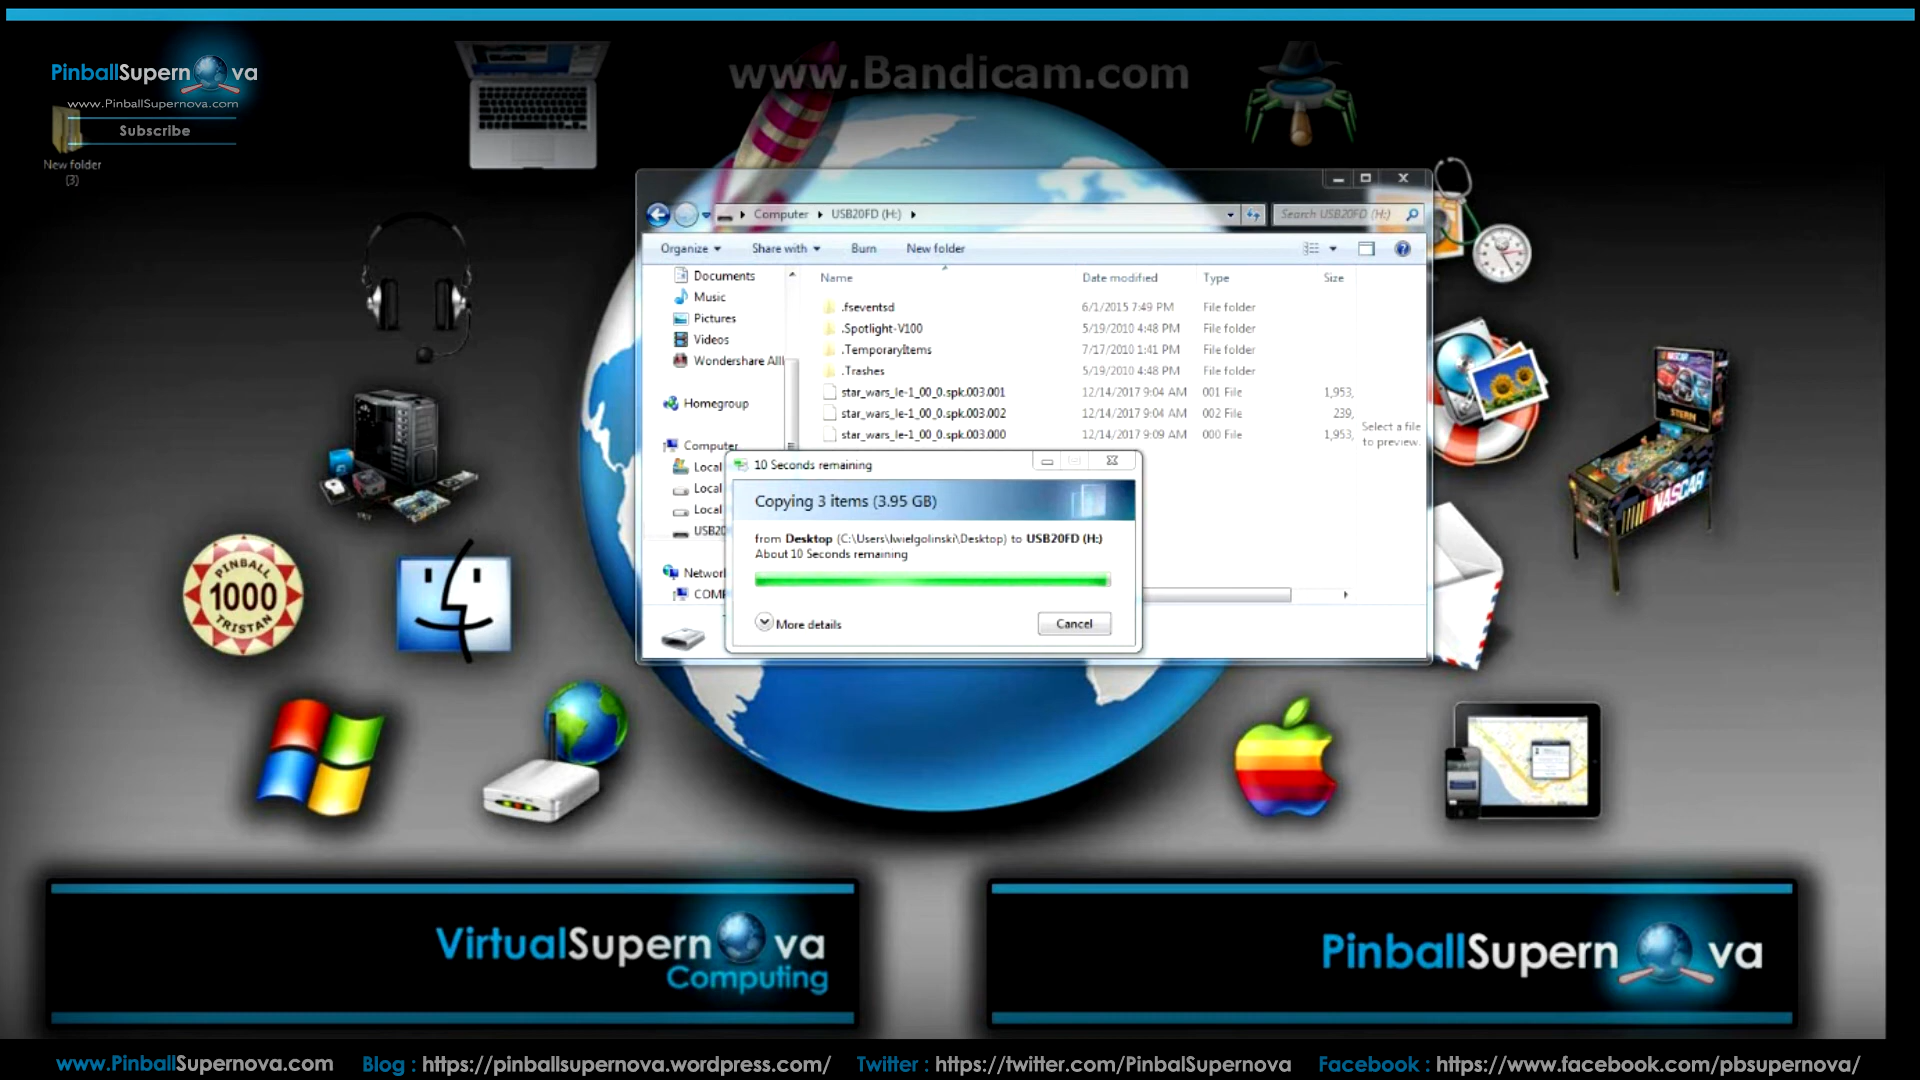 www.Bandicam.com
PinballSupernova
www.PinballSupernova.com
Subscribe
New folder
(3)
Computer
USB20FD (H:)
Search USB20FD (H:)
Organize
Share with
Burn
New folder
Name
Date modified
Type
Size
Documents
Music
Pictures
Videos
Wondershare AllI
Homegroup
Computer
Local
Local
Local
USB20
Network
COM
.fseventsd 6/1/2015 7:49 PM File folder
.Spotlight-V100 5/19/2010 4:48 PM File folder
.TemporaryItems 7/17/2010 1:41 PM File folder
.Trashes 5/19/2010 4:48 PM File folder
star_wars_le-1_00_0.spk.003.001 12/14/2017 9:04 AM 001 File 1,953,
star_wars_le-1_00_0.spk.003.002 12/14/2017 9:04 AM 002 File 239,
star_wars_le-1_00_0.spk.003.000 12/14/2017 9:09 AM 000 File 1,953,
Select a file
to preview.
10 Seconds remaining
Copying 3 items (3.95 GB)
from Desktop (C:\Users\lwielgolinski\Desktop) to USB20FD (H:)
About 10 Seconds remaining
More details
Cancel
PINBALL
1000
TRISTAN
STERN
NASCAR
VirtualSupernova
Computing
PinballSupernova
www.PinballSupernova.com
Blog : https://pinballsupernova.wordpress.com/
Twitter : https://twitter.com/PinbalSupernova
Facebook : https://www.facebook.com/pbsupernova/